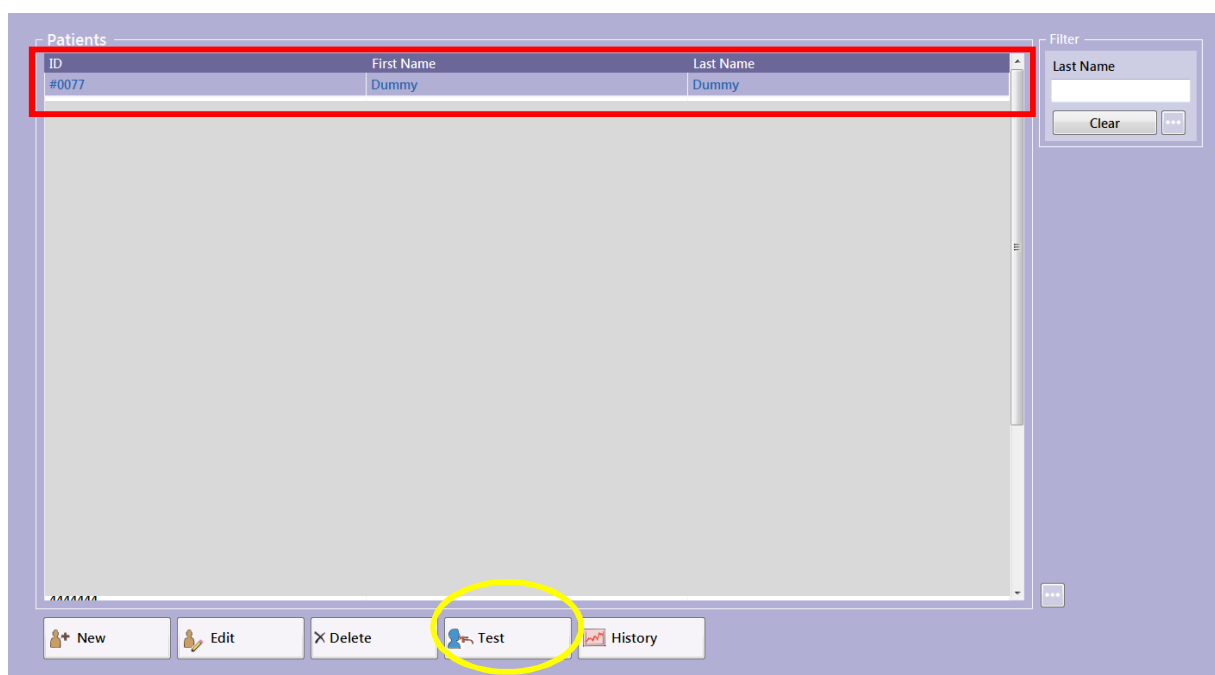 Patients
ID First Name Last Name
#0077 Dummy Dummy
Filter
Last Name
Clear ...
...
New Edit Delete Test History